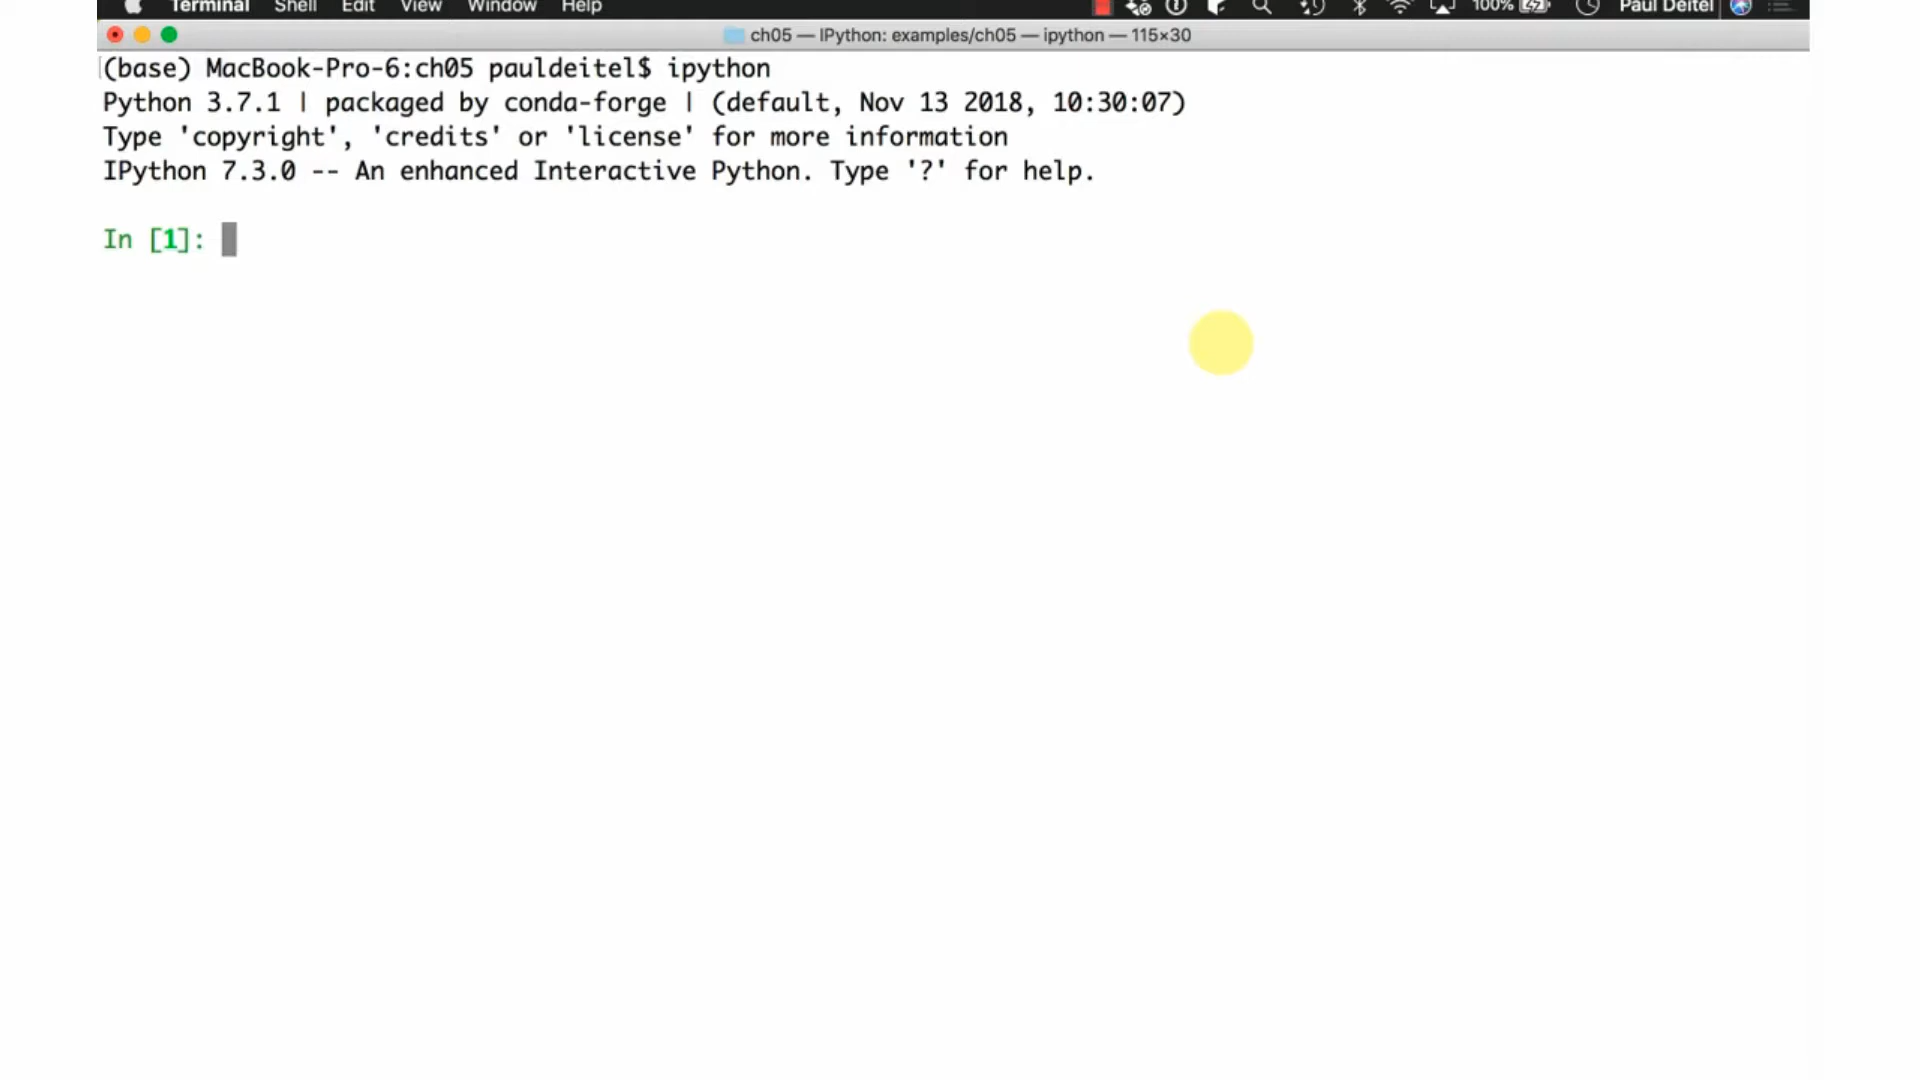 Terminal Shell Edit View Window Help 100% Paul Deitel
ch05 — IPython: examples/ch05 — ipython — 115×30
(base) MacBook-Pro-6:ch05 pauldeitel$ ipython
Python 3.7.1 | packaged by conda-forge | (default, Nov 13 2018, 10:30:07)
Type 'copyright', 'credits' or 'license' for more information
IPython 7.3.0 -- An enhanced Interactive Python. Type '?' for help.
In [1]: